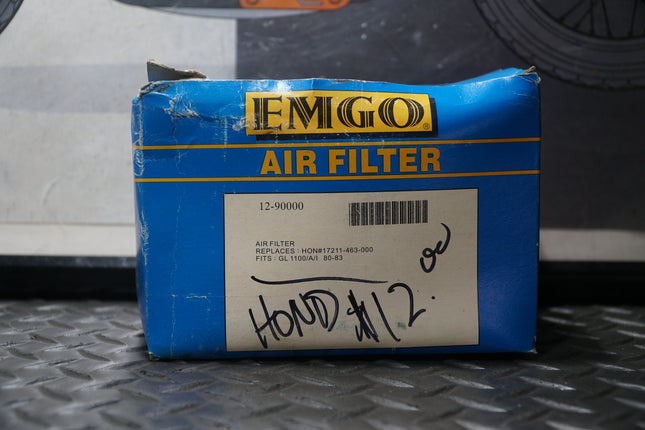 EMGO®
AIR FILTER
12-90000
AIR FILTER
REPLACES : HON#17211-463-000
FITS : GL 1100/A/I 80-83
HOND $12.